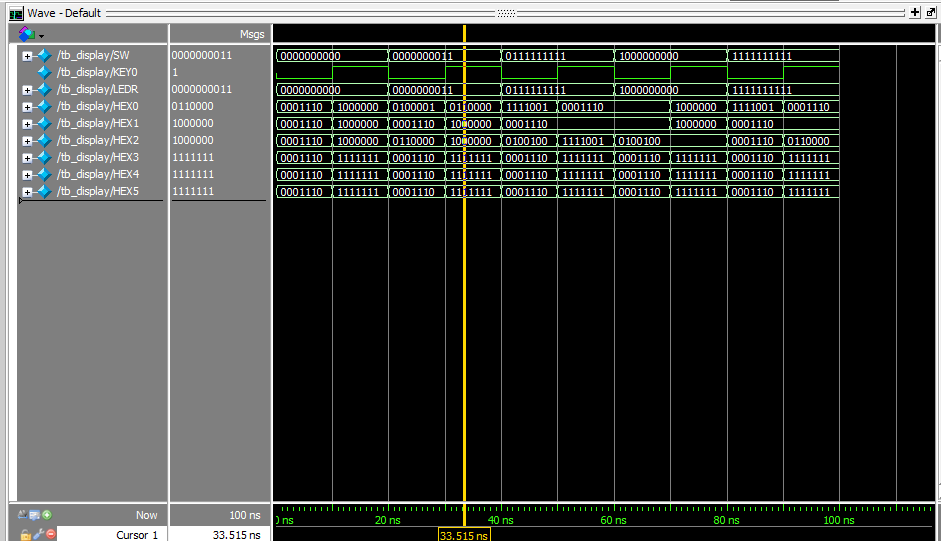 Wave - Default
Msgs
/tb_display/SW 0000000011 0000000000 0000000011 0111111111 1000000000 1111111111
/tb_display/KEY0 1
/tb_display/LEDR 0000000011 0000000000 0000000011 0111111111 1000000000 1111111111
/tb_display/HEX0 0110000 0001110 1000000 0100001 0110000 1111001 0001110 1000000 1111001 0001110
/tb_display/HEX1 1000000 0001110 1000000 0001110 1000000 0001110 1000000 0001110
/tb_display/HEX2 1000000 0001110 1000000 0110000 1000000 0100100 1111001 0100100 0001110 0110000
/tb_display/HEX3 1111111 0001110 1111111 0001110 1111111 0001110 1111111 0001110 1111111 0001110 1111111
/tb_display/HEX4 1111111 0001110 1111111 0001110 1111111 0001110 1111111 0001110 1111111 0001110 1111111
/tb_display/HEX5 1111111 0001110 1111111 0001110 1111111 0001110 1111111 0001110 1111111 0001110 1111111
Now 100 ns ns 20 ns 40 ns 60 ns 80 ns 100 ns
Cursor 1 33.515 ns 33.515 ns